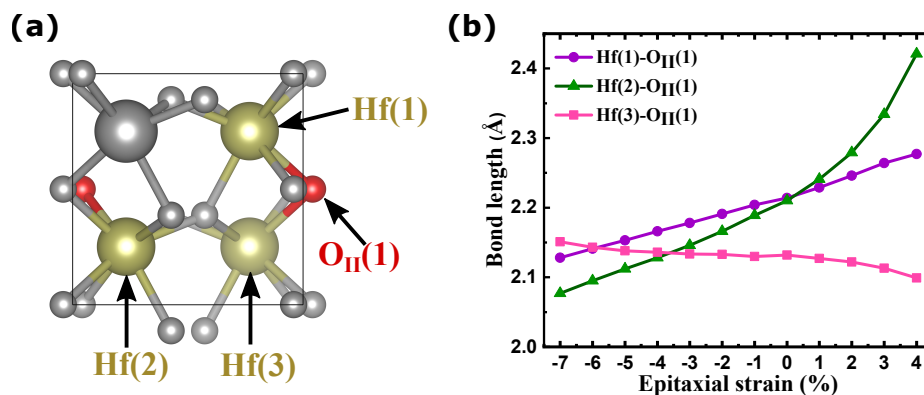 (a)
Hf(1)
O_II(1)
Hf(2)
Hf(3)
(b)
Hf(1)-O_II(1)
Hf(2)-O_II(1)
Hf(3)-O_II(1)
Bond length (Å)
2.4
2.3
2.2
2.1
2.0
-7 -6 -5 -4 -3 -2 -1 0 1 2 3 4
Epitaxial strain (%)